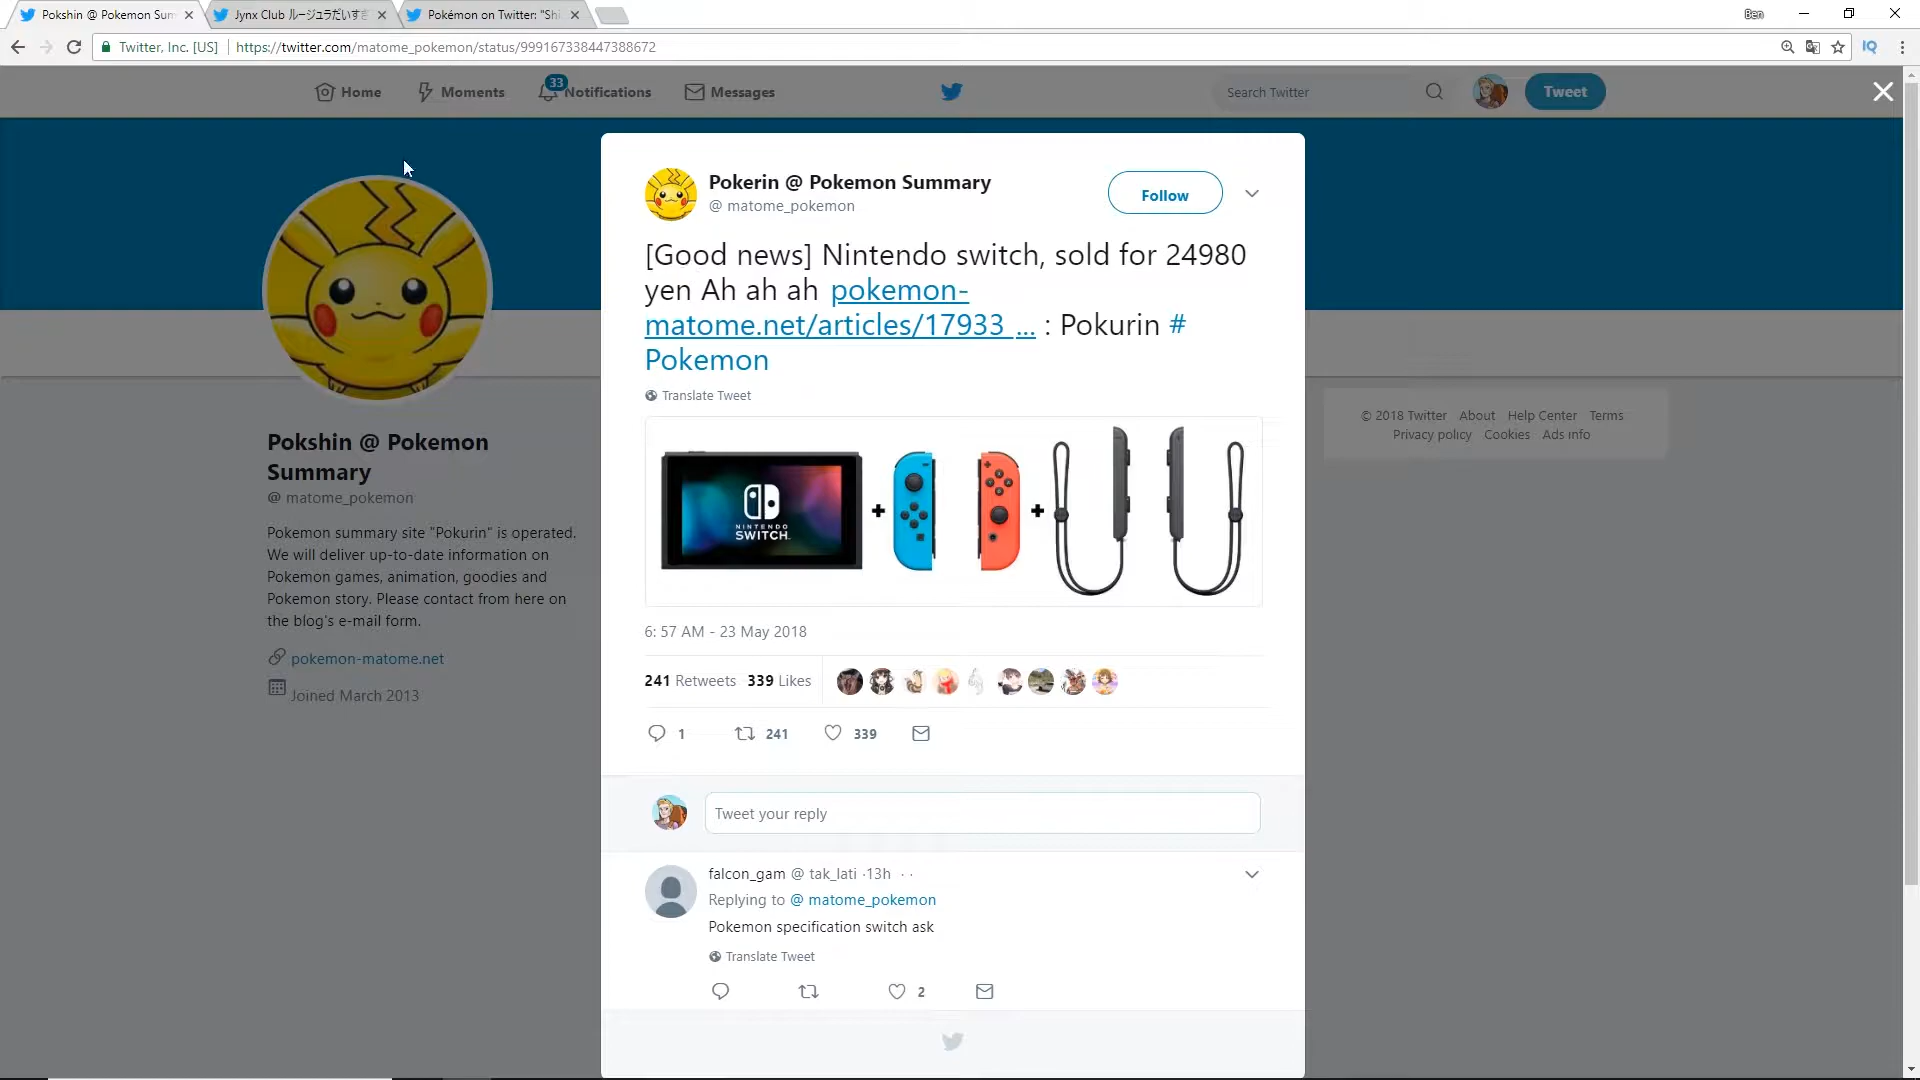 Pokshin @ Pokemon Sum
Jynx Club ルージュラだいすき
Pokémon on Twitter: "Shi
Ben
Twitter, Inc. [US]
https://twitter.com/matome_pokemon/status/999167338447388672
IQ
Home
Moments
33
Notifications
Messages
Search Twitter
Tweet
Pokerin @ Pokemon Summary
@ matome_pokemon
Follow
[Good news] Nintendo switch, sold for 24980
yen Ah ah ah pokemon-
matome.net/articles/17933 ... : Pokurin #
Pokemon
Translate Tweet
NINTENDO
SWITCH
6: 57 AM - 23 May 2018
241 Retweets 339 Likes
1
241
339
Tweet your reply
falcon_gam @ tak_lati ·13h · ·
Replying to @ matome_pokemon
Pokemon specification switch ask
Translate Tweet
2
Pokshin @ Pokemon
Summary
@ matome_pokemon
Pokemon summary site "Pokurin" is operated.
We will deliver up-to-date information on
Pokemon games, animation, goodies and
Pokemon story. Please contact from here on
the blog's e-mail form.
pokemon-matome.net
Joined March 2013
© 2018 Twitter About Help Center Terms
Privacy policy Cookies Ads info